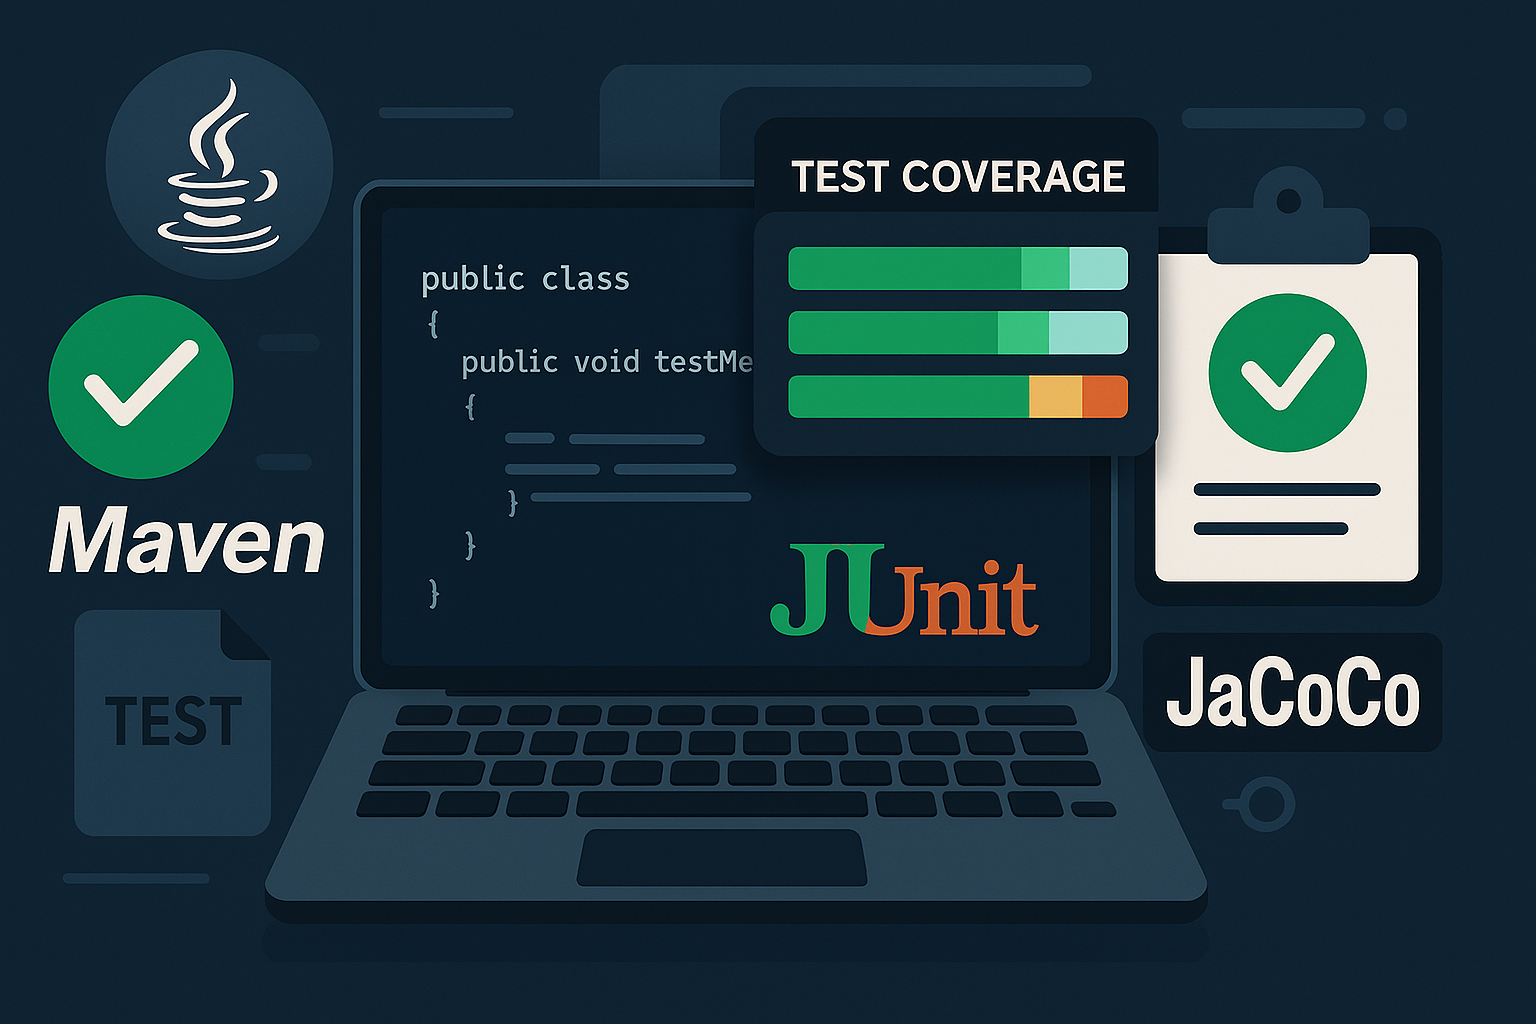 TEST COVERAGE
public class
{
public void testMe
{
}
}
}
JUnit
Maven
TEST
JaCoCo